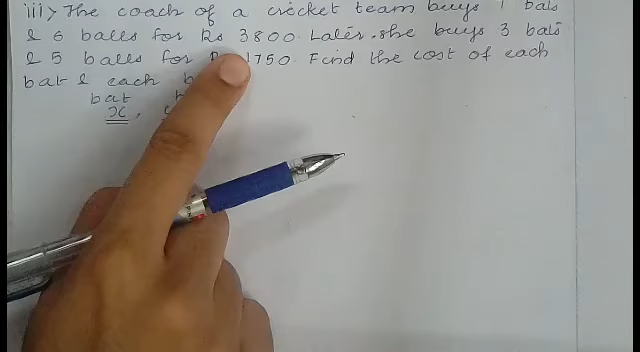 iii) The coach of a cricket team buys 7 bats
& 6 balls for Rs 3800. Later, she buys 3 bats
& 5 balls for 1750. Find the cost of each
bat & each
bat
x,